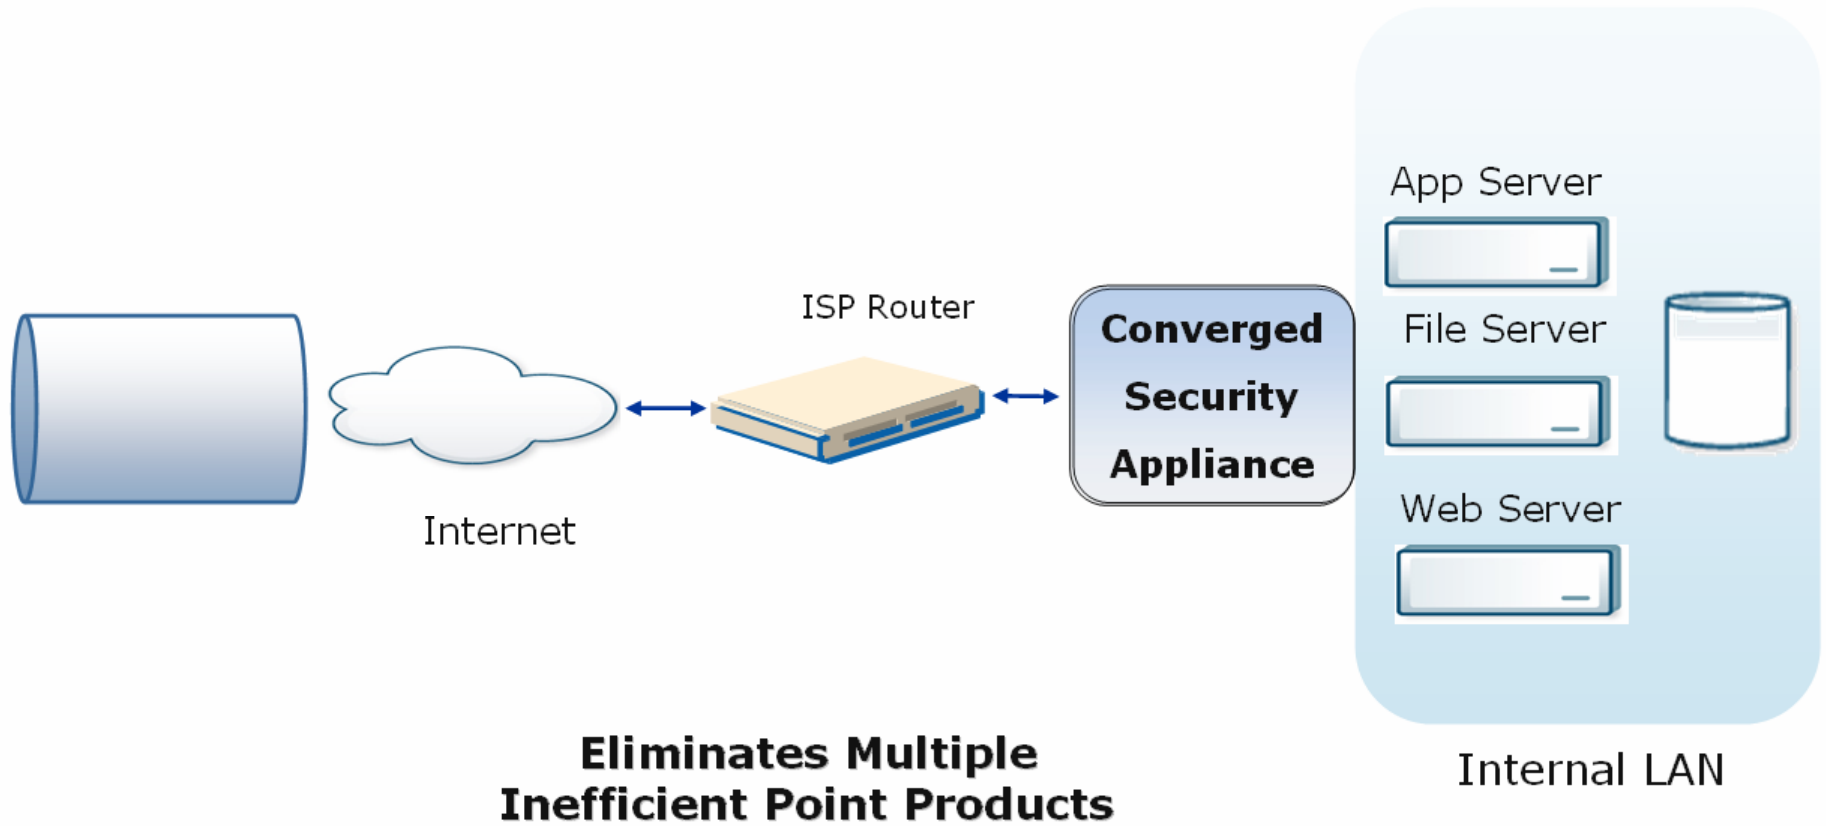 App Server
ISP Router
Converged
Security
Appliance
File Server
Web Server
Internet
Eliminates Multiple
Inefficient Point Products
Internal LAN